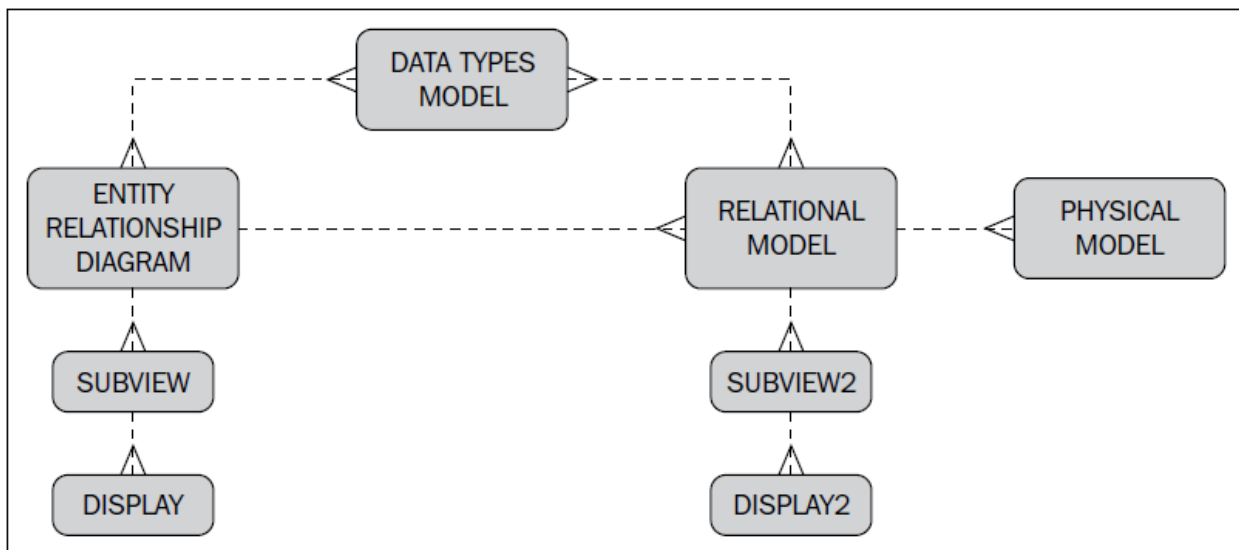 DATA TYPES
MODEL
ENTITY
RELATIONSHIP
DIAGRAM
RELATIONAL
MODEL
PHYSICAL
MODEL
SUBVIEW
SUBVIEW2
DISPLAY
DISPLAY2